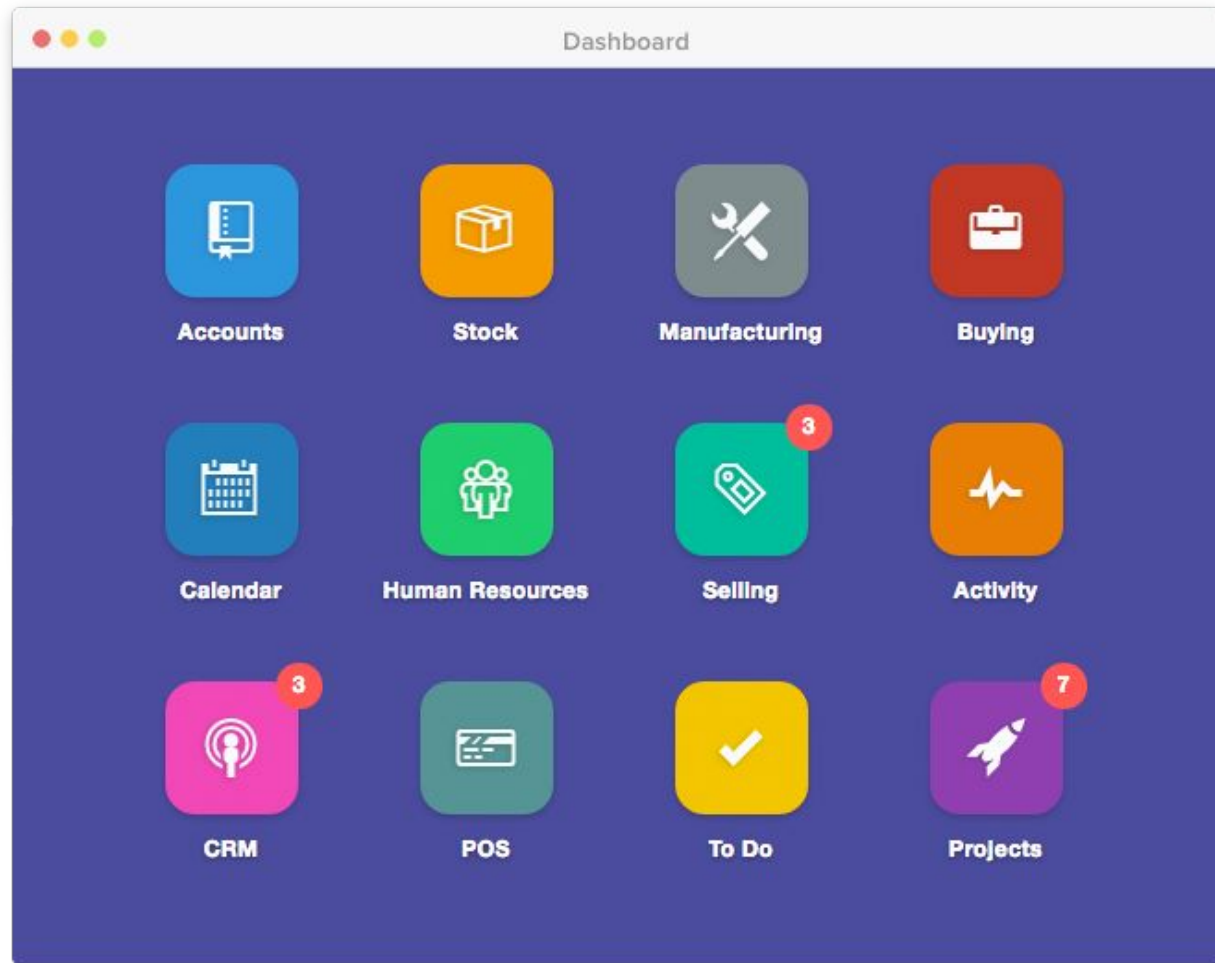 Dashboard
Accounts
Stock
Manufacturing
Buying
3
Calendar
Human Resources
Selling
Activity
3
7
CRM
POS
To Do
Projects